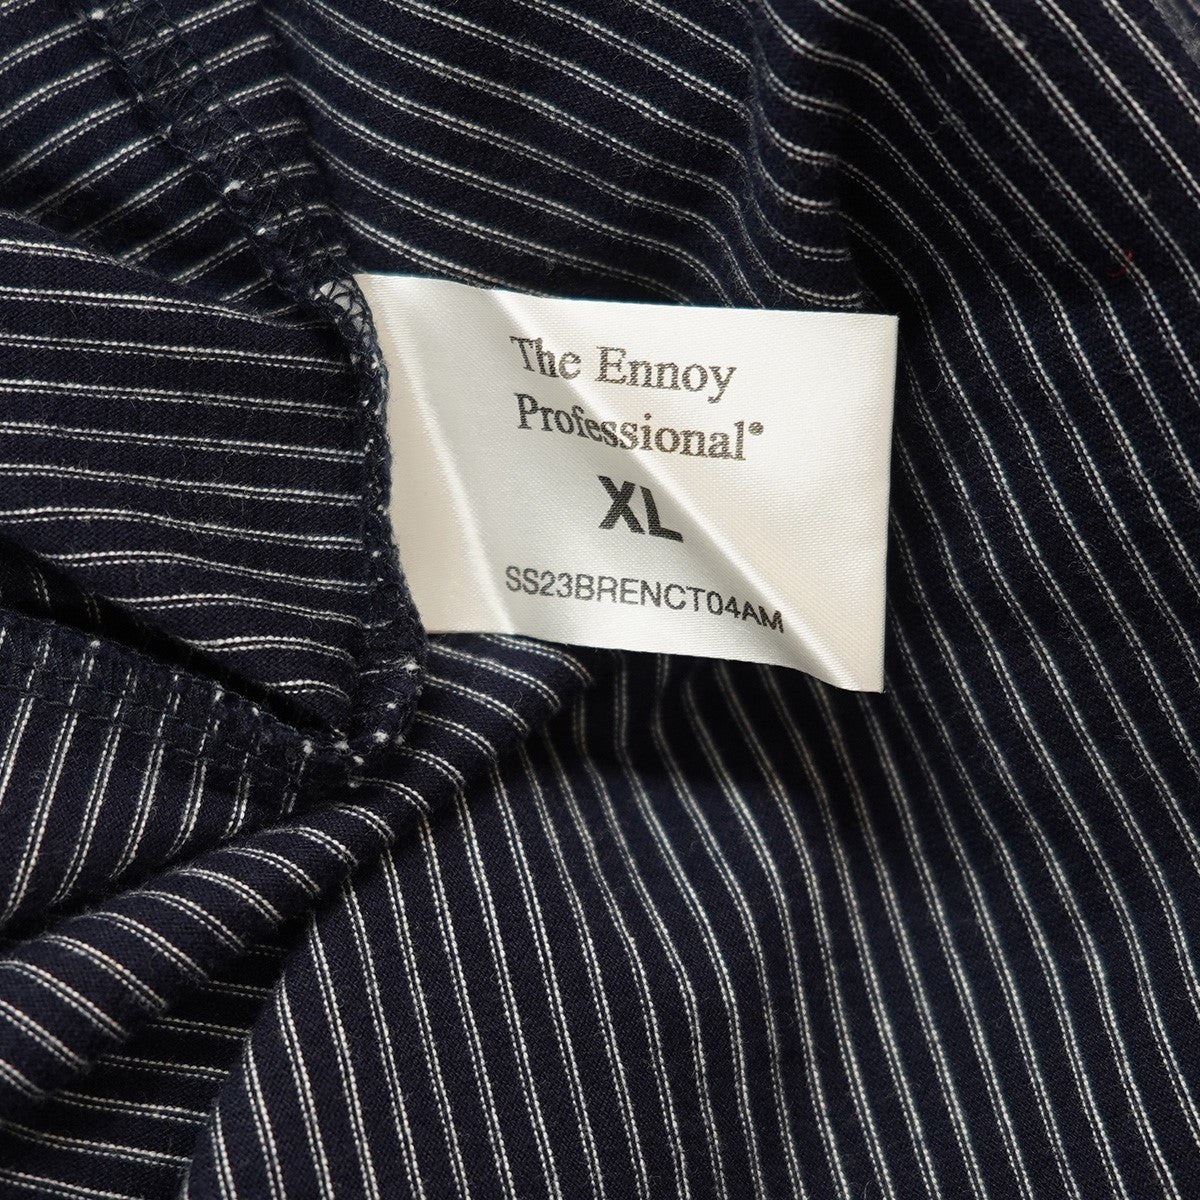 The Ennoy
Professional®
XL
SS23BRENCT04AM